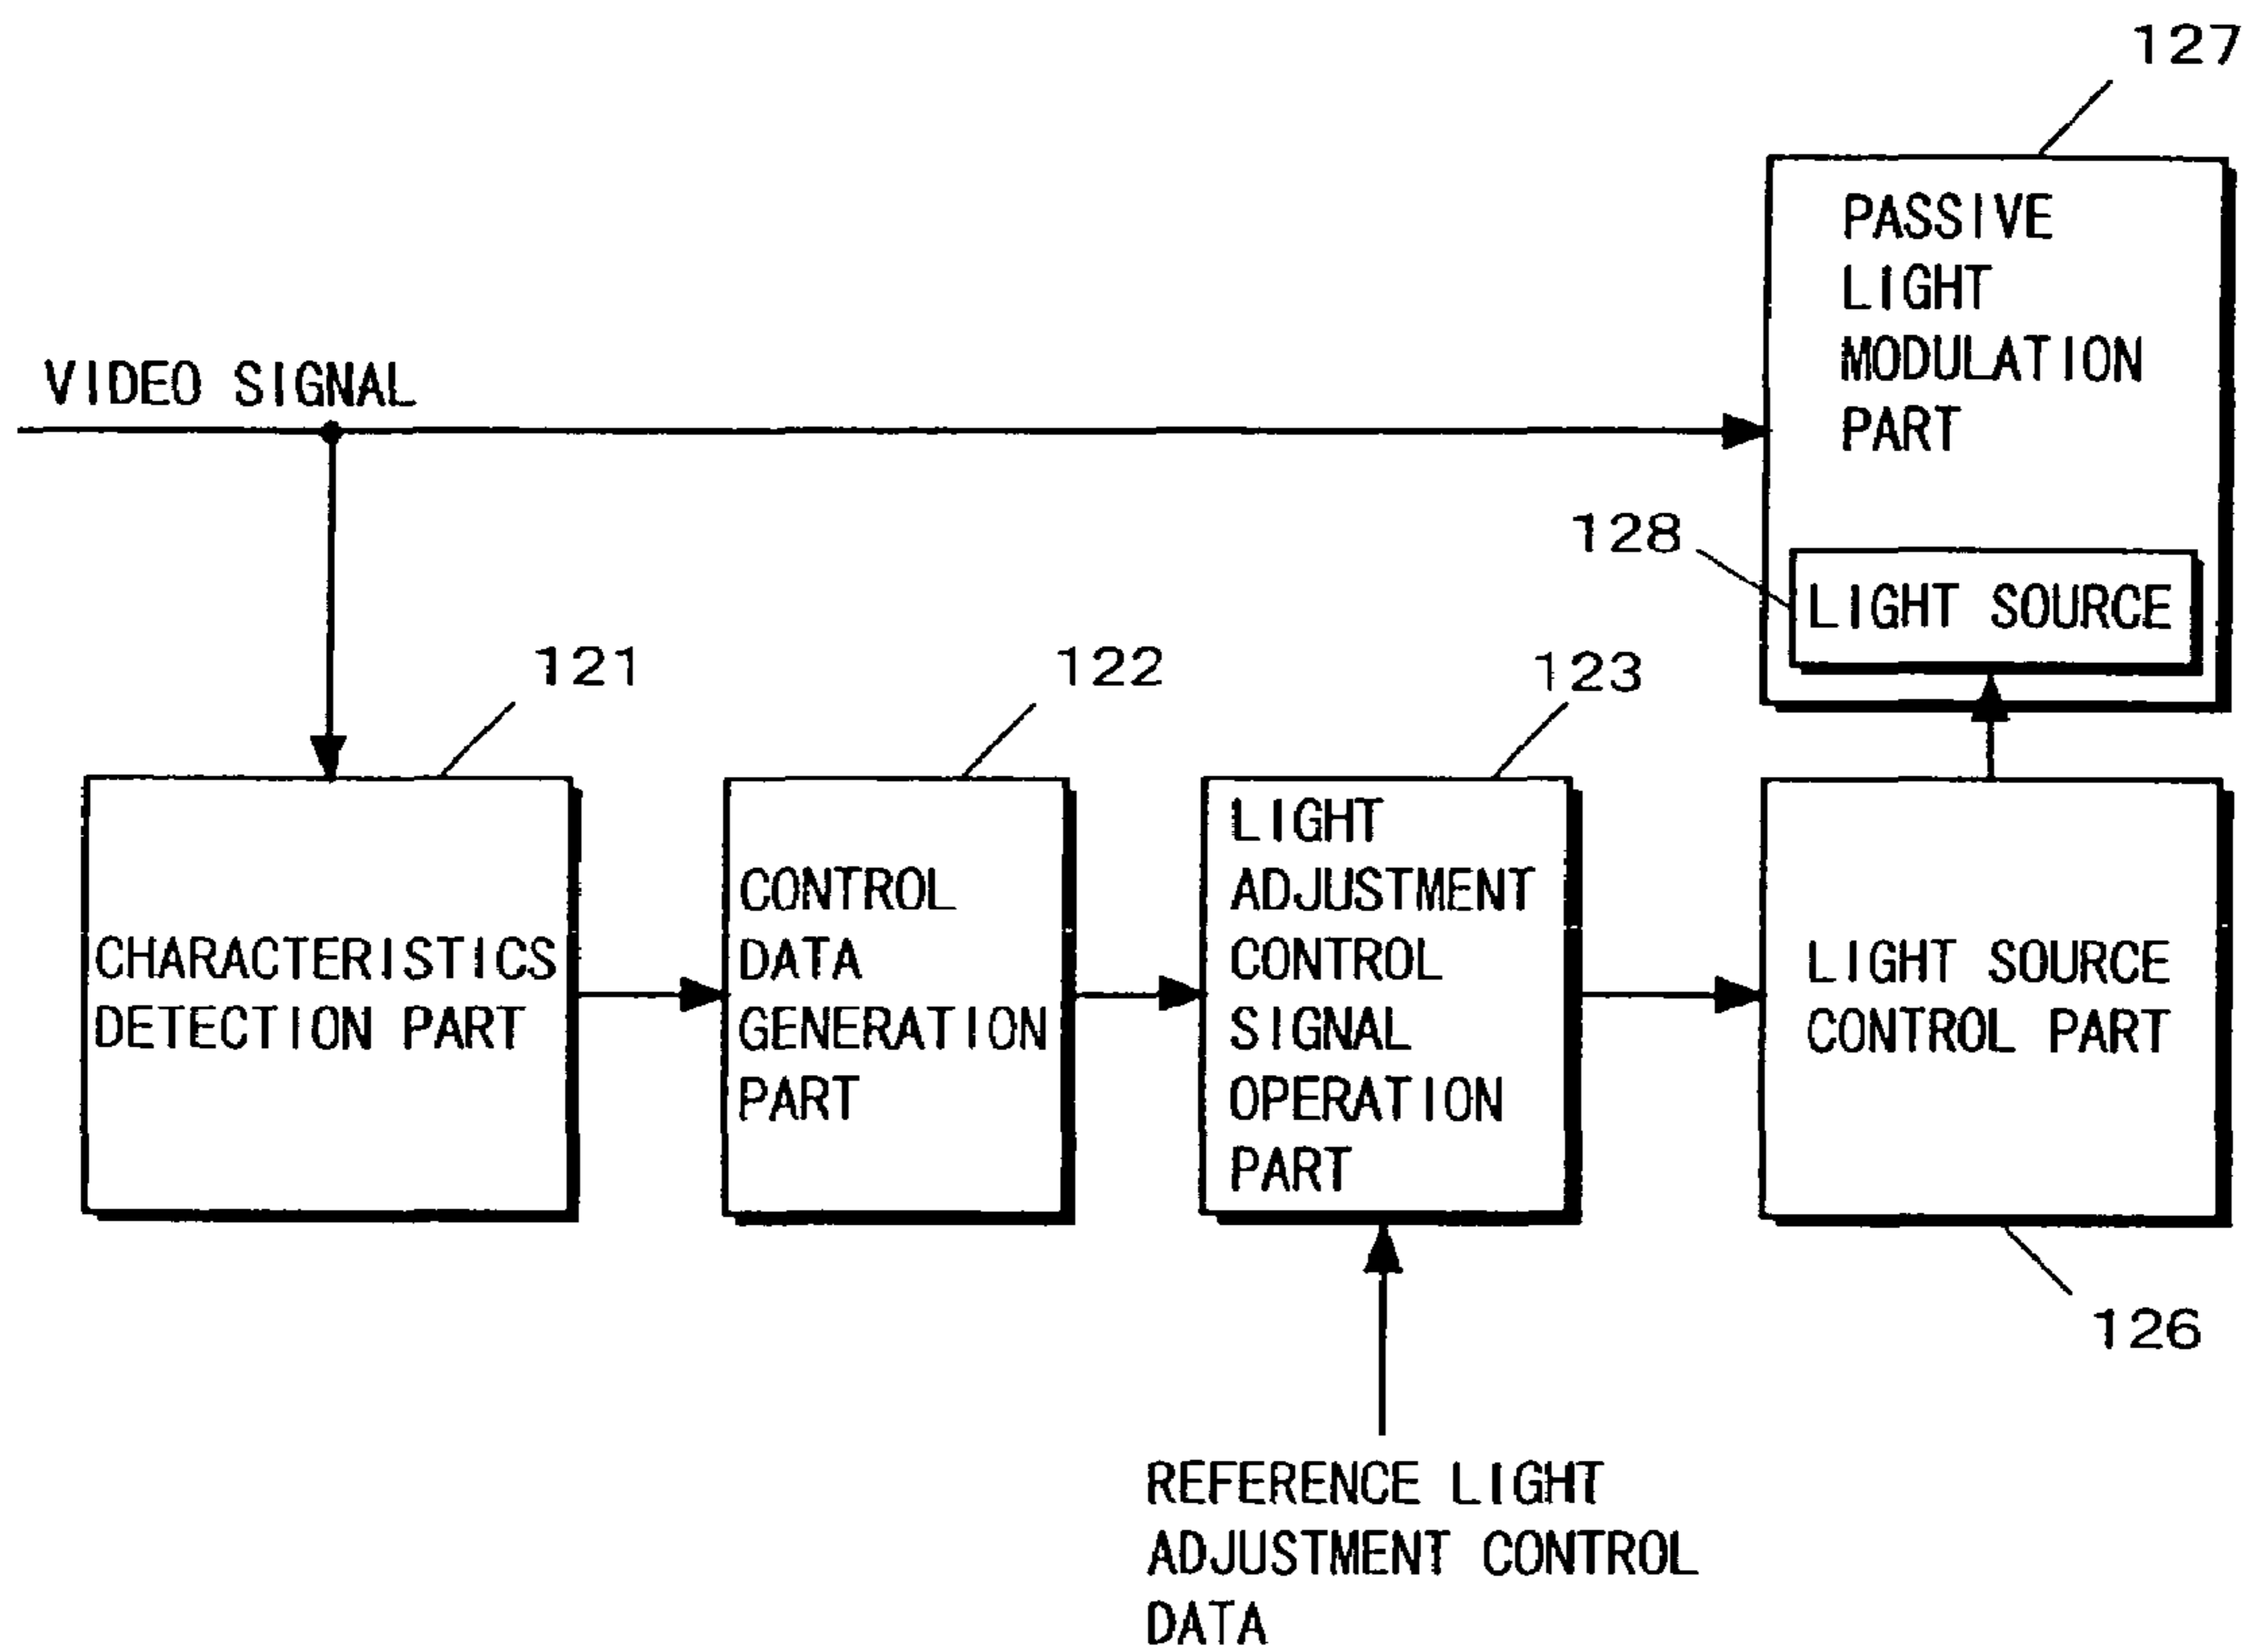 127
PASSIVE
LIGHT
MODULATION
PART
VIDEO SIGNAL
128
LIGHT SOURCE
121
122
123
CHARACTERISTICS
DETECTION PART
CONTROL
DATA
GENERATION
PART
LIGHT
ADJUSTMENT
CONTROL
SIGNAL
OPERATION
PART
LIGHT SOURCE
CONTROL PART
126
REFERENCE LIGHT
ADJUSTMENT CONTROL
DATA